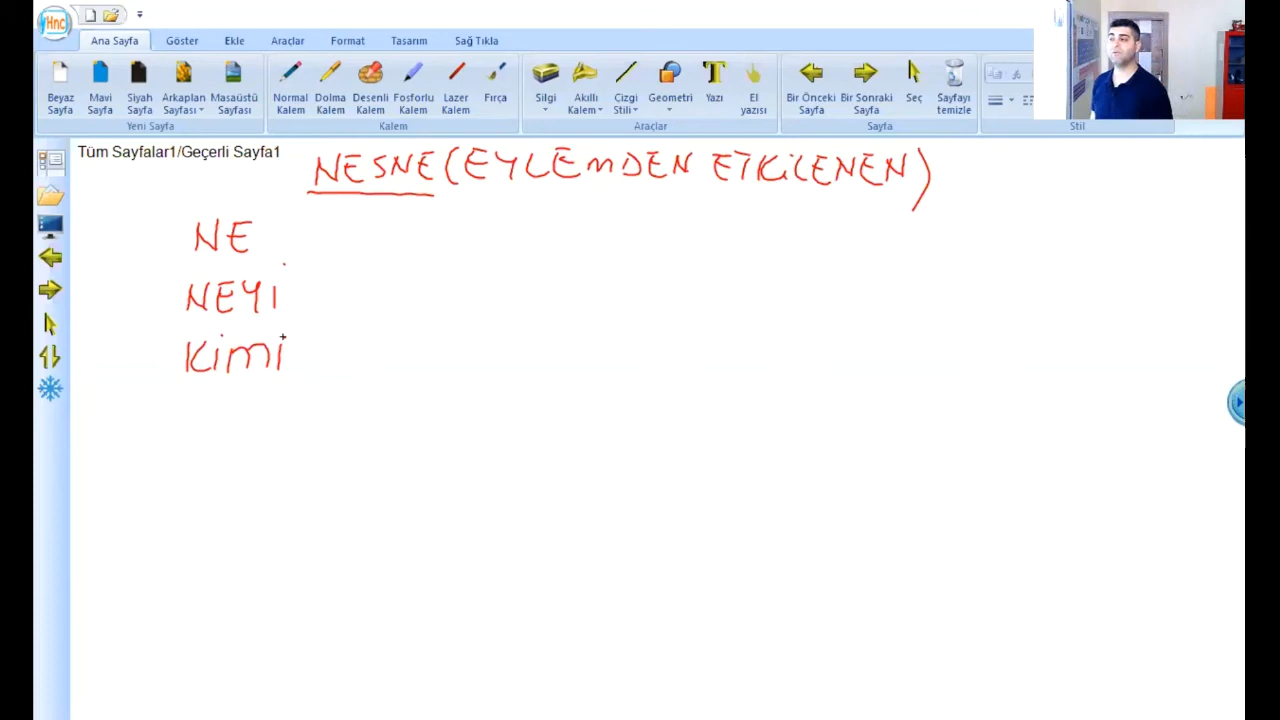 Hnc
Ana Sayfa Göster Ekle Araçlar Format Tasarım Sağ Tıkla
Beyaz Sayfa Mavi Sayfa Siyah Sayfa Arkaplan Sayfası Masaüstü Sayfası Normal Kalem Dolma Kalem Desenli Kalem Fosforlu Kalem Lazer Kalem Fırça Silgi Akıllı Kalem Çizgi Stili Geometri Yazı El yazısı Bir Önceki Sayfa Bir Sonraki Sayfa Seç Sayfayı temizle
Yeni Sayfa Kalem Araçlar Sayfa Stil
Tüm Sayfalar1/Geçerli Sayfa1
NESNE (EYLEmDEN ETKiLENEN)
NE
NEYİ
Kimi